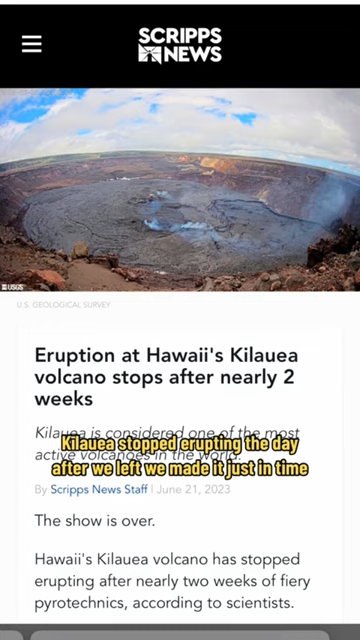 SCRIPPS
NEWS
USGS
U.S. GEOLOGICAL SURVEY
Eruption at Hawaii's Kilauea
volcano stops after nearly 2
weeks
Kilauea is considered one of the most
active volcanoes in the world.
Kilauea stopped erupting the day
after we left we made it just in time
By Scripps News Staff | June 21, 2023
The show is over.
Hawaii's Kilauea volcano has stopped
erupting after nearly two weeks of fiery
pyrotechnics, according to scientists.